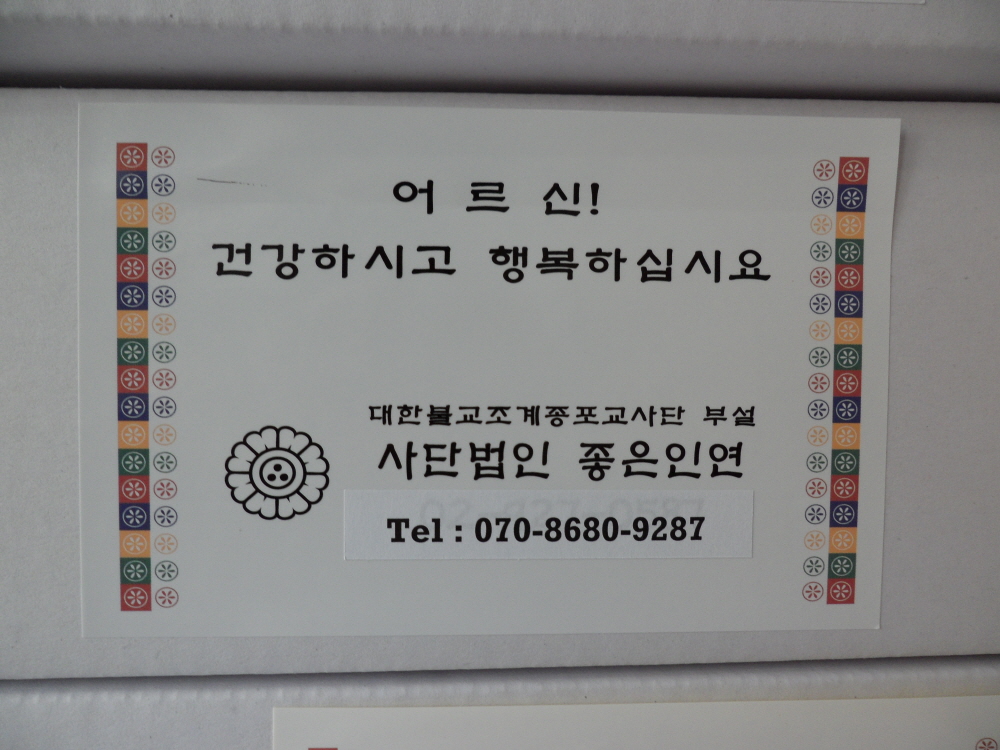 어 르 신!
건강하시고 행복하십시요
대한불교조계종포교사단 부설
사단법인 좋은인연
Tel : 070-8680-9287